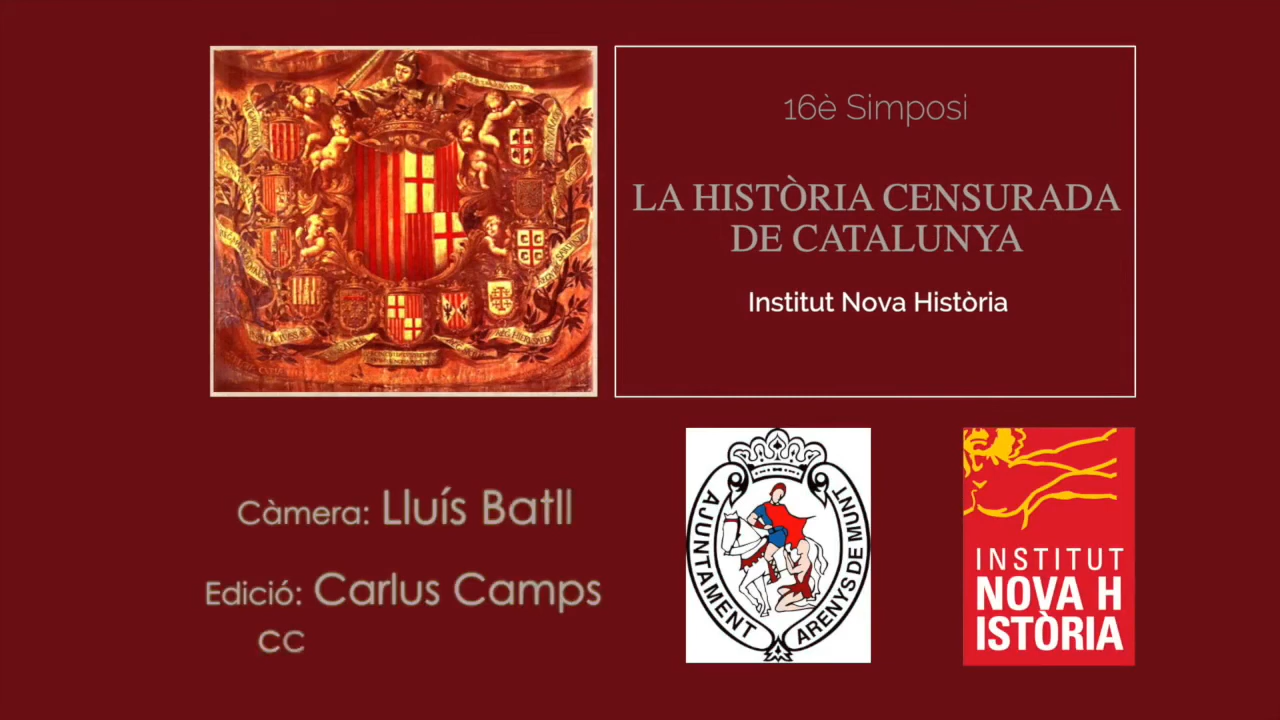 16è Simposi
LA HISTÒRIA CENSURADA
DE CATALUNYA
Institut Nova Història
Càmera: Lluís Batll
Edició: Carlus Camps
CC
AJUNTAMENT
ARENYS DE MUNT
INSTITUT
NOVA H
ISTÒRIA